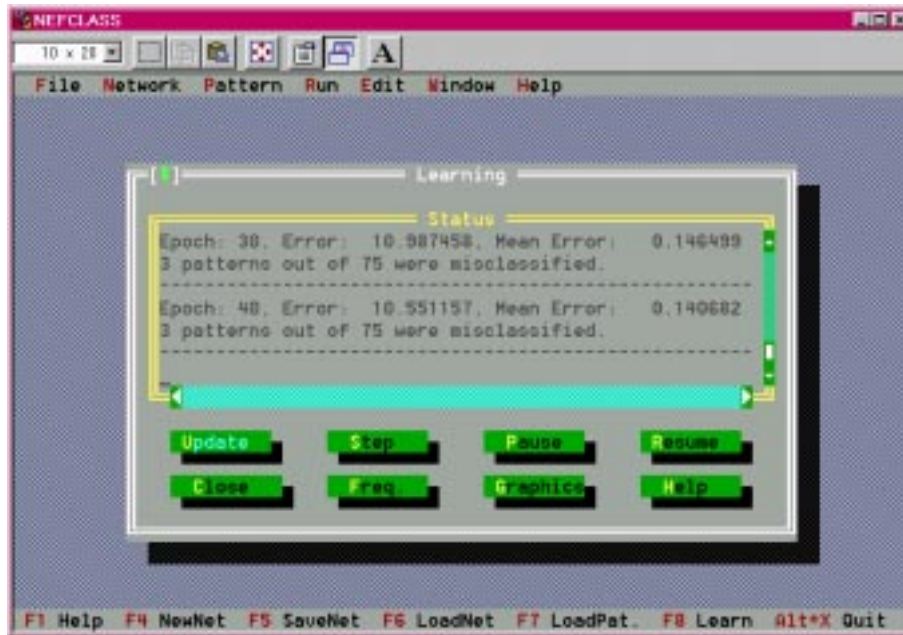 NEFCLASS
10 x 20
A
File Network Pattern Run Edit Window Help
Learning
Status
Epoch: 30, Error: 10.987458, Mean Error: 0.146499
3 patterns out of 75 were misclassified.
Epoch: 40, Error: 10.551157, Mean Error: 0.140682
3 patterns out of 75 were misclassified.
Update Step Pause Resume
Close Freq. Graphics Help
F1 Help F4 NewNet F5 SaveNet F6 LoadNet F7 LoadPat. F8 Learn Alt+X Quit